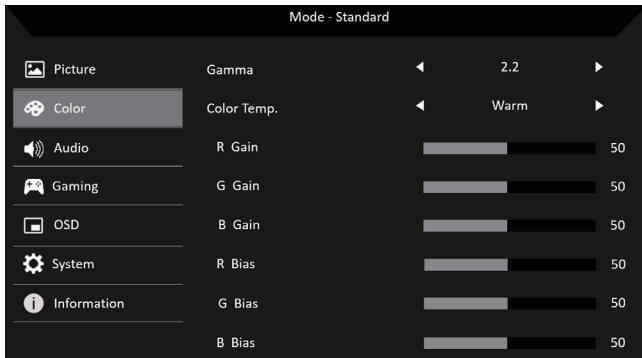 Mode - Standard
Picture
Gamma 2.2
Color
Color Temp. Warm
Audio
R Gain 50
Gaming
G Gain 50
OSD
B Gain 50
System
R Bias 50
Information
G Bias 50
B Bias 50